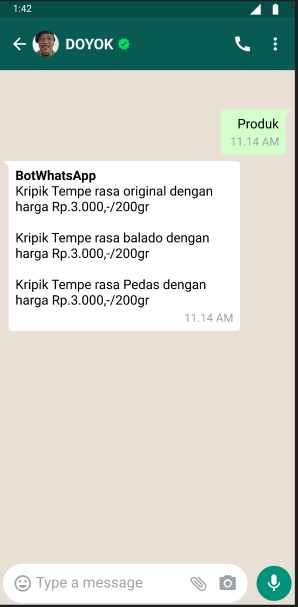 1:42
DOYOK
Produk
11.14 AM
BotWhatsApp
Kripik Tempe rasa original dengan
harga Rp.3.000,-/200gr
Kripik Tempe rasa balado dengan
harga Rp.3.000,-/200gr
Kripik Tempe rasa Pedas dengan
harga Rp.3.000,-/200gr
11.14 AM
Type a message